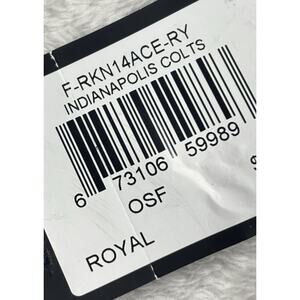 F-RKN14ACE-RY
INDIANAPOLIS COLTS
6 73106 59989
OSF
ROYAL